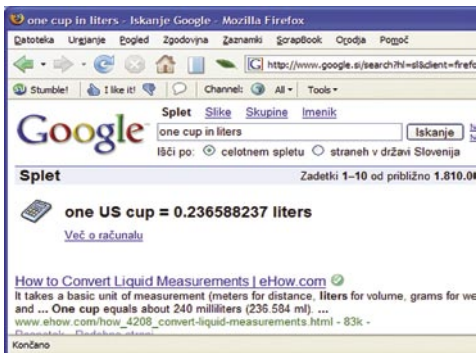 one cup in liters - Iskanje Google - Mozilla Firefox
Datoteka Urejanje Pogled Zgodovina Zaznamki ScrapBook Orodja Pomoč
G http://www.google.si/search?hl=sl&client=firefo
Stumble! I like it! Channel: All Tools
Splet Slike Skupine Imenik
Google
one cup in liters Iskanje
Išči po: celotnem spletu straneh v državi Slovenija
Splet Zadetki 1–10 od približno 1.810.0
one US cup = 0.236588237 liters
Več o računalu
How to Convert Liquid Measurements | eHow.com
It takes a basic unit of measurement (meters for distance, liters for volume, grams for we
and ... One cup equals about 240 milliliters (236.584 ml). ...
www.ehow.com/how_4208_convert-liquid-measurements.html - 83k -
Končano